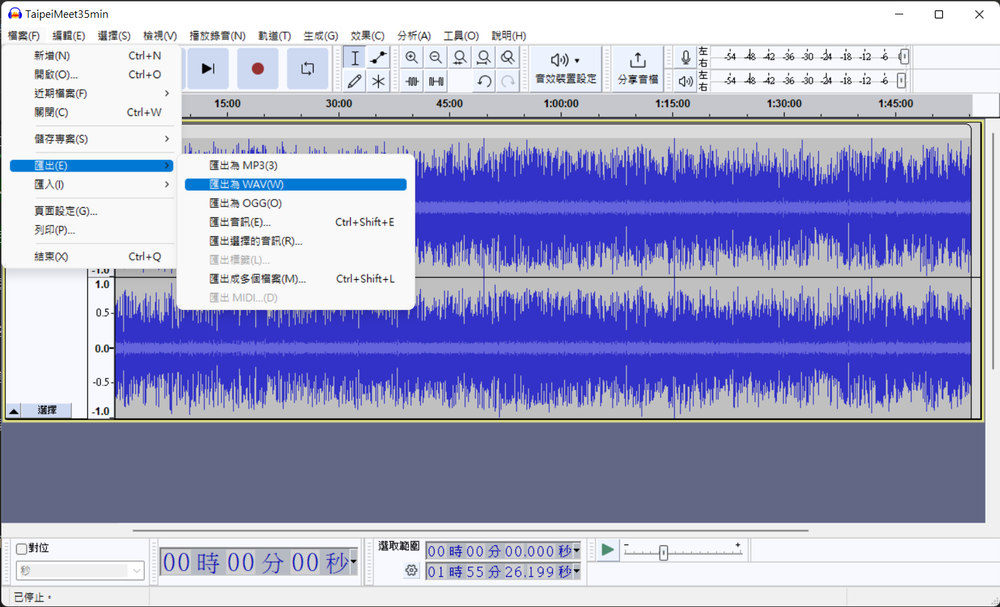 TaipeiMeet35min
檔案(F) 編輯(E) 選擇(S) 檢視(V) 播放錄音(N) 軌道(T) 生成(G) 效果(C) 分析(A) 工具(O) 說明(H)
新增(N) Ctrl+N
開啟(O)... Ctrl+O
近期檔案(F)
關閉(C) Ctrl+W
儲存專案(S)
匯出(E)
匯入(I)
頁面設定(G)...
列印(P)...
結束(X) Ctrl+Q
匯出為 MP3(3)
匯出為 WAV(W)
匯出為 OGG(O)
匯出音訊(E)... Ctrl+Shift+E
匯出選擇的音訊(R)...
匯出標籤(L)...
匯出成多個檔案(M)... Ctrl+Shift+L
匯出 MIDI...(D)
音效裝置設定
分享音檔
左 -54 -48 -42 -36 -30 -24 -18 -12 -6 0
右
左 -54 -48 -42 -36 -30 -24 -18 -12 -6
右
15:00 30:00 45:00 1:00:00 1:15:00 1:30:00 1:45:00
-1.0
1.0
0.5
0.0
-0.5
-1.0
選擇
對位
秒
00 時 00 分 00 秒
選取範圍
00 時 00 分 00.000 秒
01 時 55 分 26.199 秒
- +
已停止。